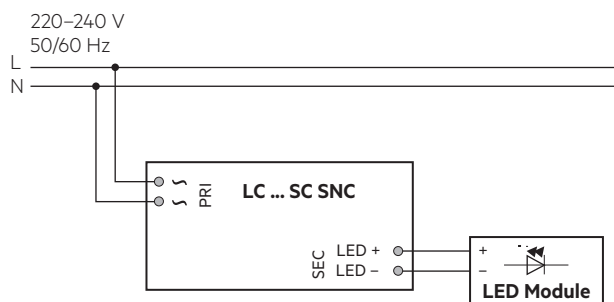 220–240 V
50/60 Hz
L
N
~
~
PRI
LC ... SC SNC
SEC
LED +
LED –
+
–
LED Module